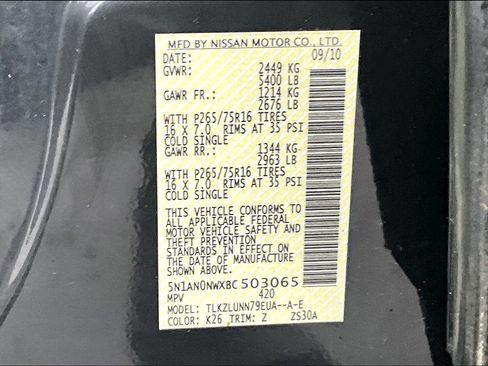 MFD BY NISSAN MOTOR CO., LTD.
DATE: 09/10
GVWR: 2449 KG
5400 LB
GAWR FR.: 1214 KG
2676 LB
WITH P265/75R16 TIRES
16 X 7.0 RIMS AT 35 PSI
COLD SINGLE
GAWR RR.: 1344 KG
2963 LB
WITH P265/75R16 TIRES
16 X 7.0 RIMS AT 35 PSI
COLD SINGLE
THIS VEHICLE CONFORMS TO
ALL APPLICABLE FEDERAL
MOTOR VEHICLE SAFETY AND
THEFT PREVENTION
STANDARDS IN EFFECT ON
THE DATE OF MANUFACTURE
SHOWN ABOVE.
5N1AN0NWXBC503065
MPV 420
MODEL: TLKZLUNN79EUA--A-E
COLOR: K26 TRIM: Z ZS30A